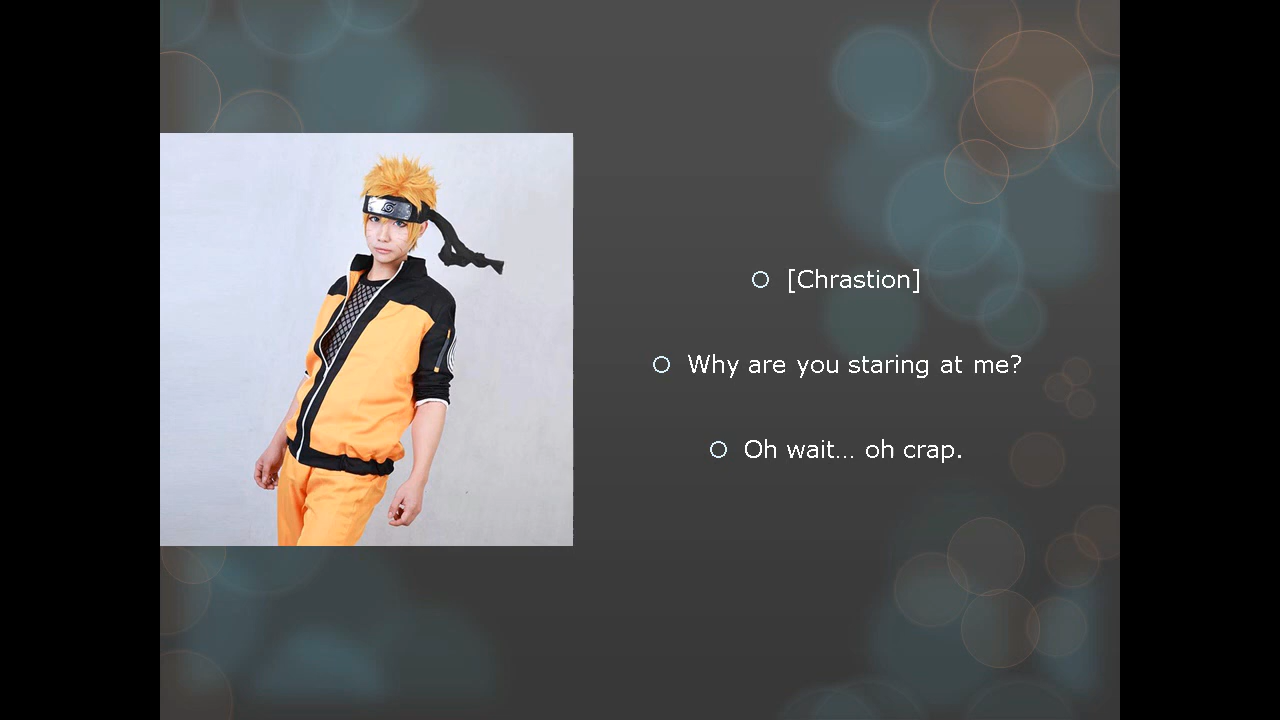 [Chrastion]
Why are you staring at me?
Oh wait... oh crap.